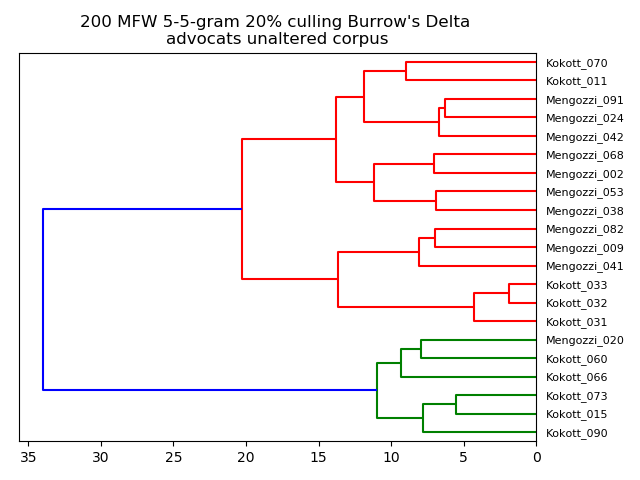 200 MFW 5-5-gram 20% culling Burrow's Delta
advocats unaltered corpus
Kokott_070
Kokott_011
Mengozzi_091
Mengozzi_024
Mengozzi_042
Mengozzi_068
Mengozzi_002
Mengozzi_053
Mengozzi_038
Mengozzi_082
Mengozzi_009
Mengozzi_041
Kokott_033
Kokott_032
Kokott_031
Mengozzi_020
Kokott_060
Kokott_066
Kokott_073
Kokott_015
Kokott_090
35 30 25 20 15 10 5 0